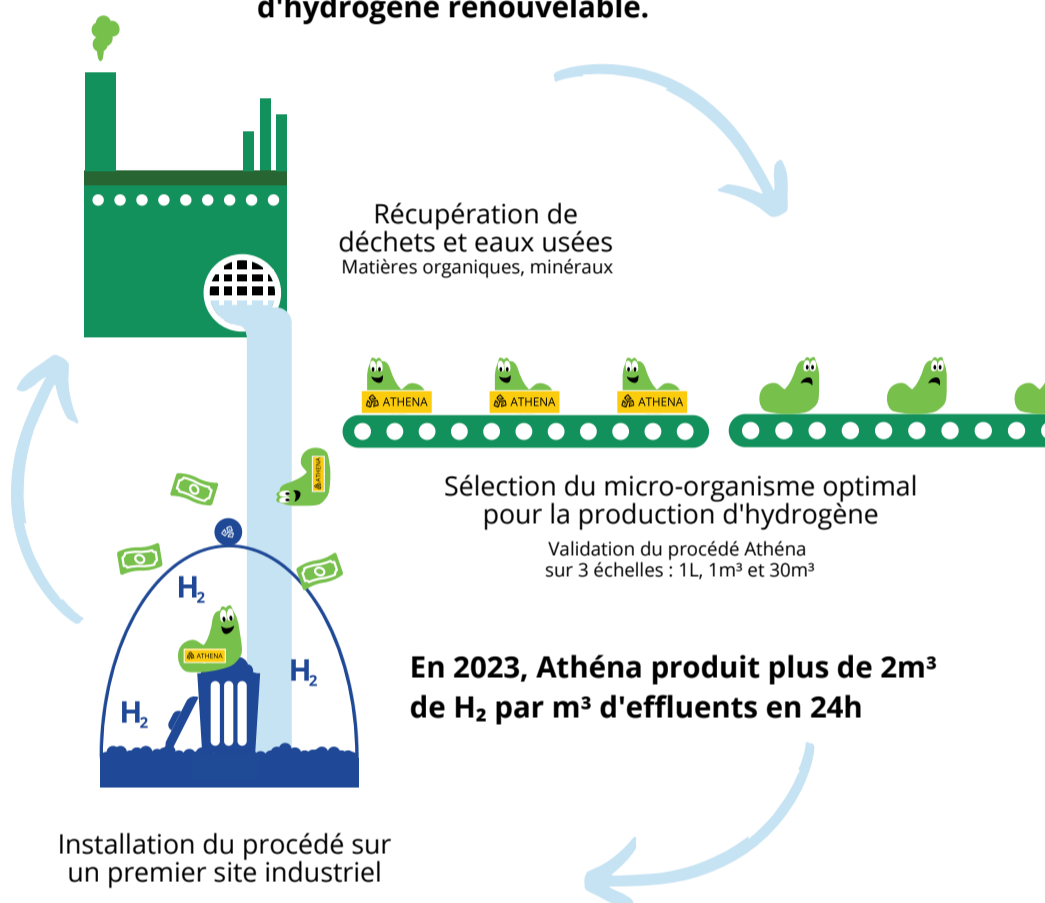 d'hydrogène renouvelable.
Récupération de
déchets et eaux usées
Matières organiques, minéraux
ATHENA
ATHENA
ATHENA
ATHENA
Sélection du micro-organisme optimal
pour la production d'hydrogène
Validation du procédé Athéna
sur 3 échelles : 1L, 1m³ et 30m³
H₂
ATHENA
H₂
H₂
En 2023, Athéna produit plus de 2m³
de H₂ par m³ d'effluents en 24h
Installation du procédé sur
un premier site industriel